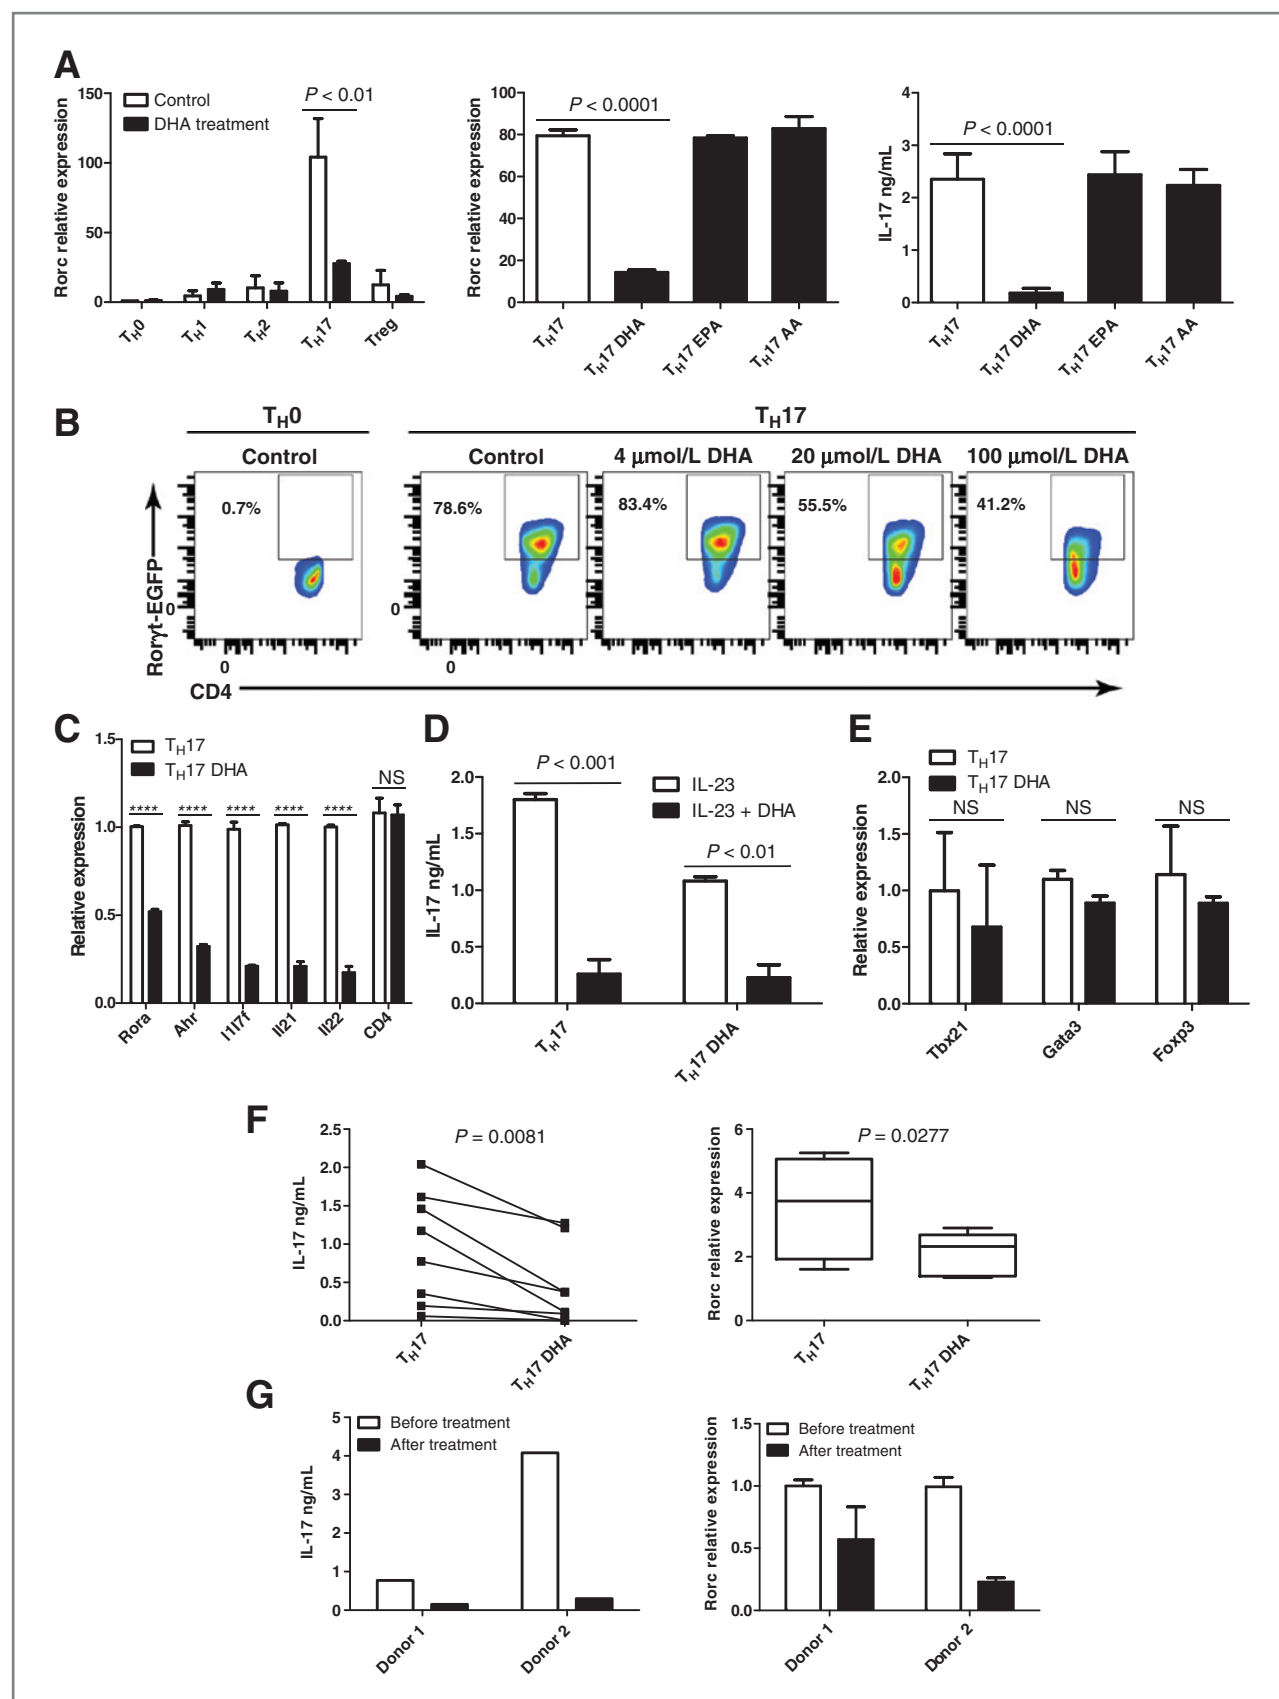 A
Rorc relative expression
150
100
50
0
Control
DHA treatment
P < 0.01
TH0
TH1
TH2
TH17
Treg
Rorc relative expression
100
80
60
40
20
0
P < 0.0001
TH17
TH17 DHA
TH17 EPA
TH17 AA
IL-17 ng/mL
4
3
2
1
0
P < 0.0001
TH17
TH17 DHA
TH17 EPA
TH17 AA
B
TH0
TH17
Control
Control
4 μmol/L DHA
20 μmol/L DHA
100 μmol/L DHA
0.7%
78.6%
83.4%
55.5%
41.2%
Rorγt-EGFP
0
0
0
0
CD4
C
Relative expression
1.5
1.0
0.5
0.0
TH17
TH17 DHA
****
****
****
****
****
NS
Rora
Ahr
I1l7f
Il21
Il22
CD4
D
IL-17 ng/mL
2.0
1.5
1.0
0.5
0.0
P < 0.001
IL-23
IL-23 + DHA
P < 0.01
TH17
TH17 DHA
E
TH17
TH17 DHA
Relative expression
2.0
1.5
1.0
0.5
0.0
NS
NS
NS
Tbx21
Gata3
Foxp3
F
IL-17 ng/mL
2.5
2.0
1.5
1.0
0.5
0.0
P = 0.0081
TH17
TH17 DHA
Rorc relative expression
6
4
2
0
P = 0.0277
TH17
TH17 DHA
G
IL-17 ng/mL
5
4
3
2
1
0
Before treatment
After treatment
Donor 1
Donor 2
Rorc relative expression
1.5
1.0
0.5
0.0
Before treatment
After treatment
Donor 1
Donor 2